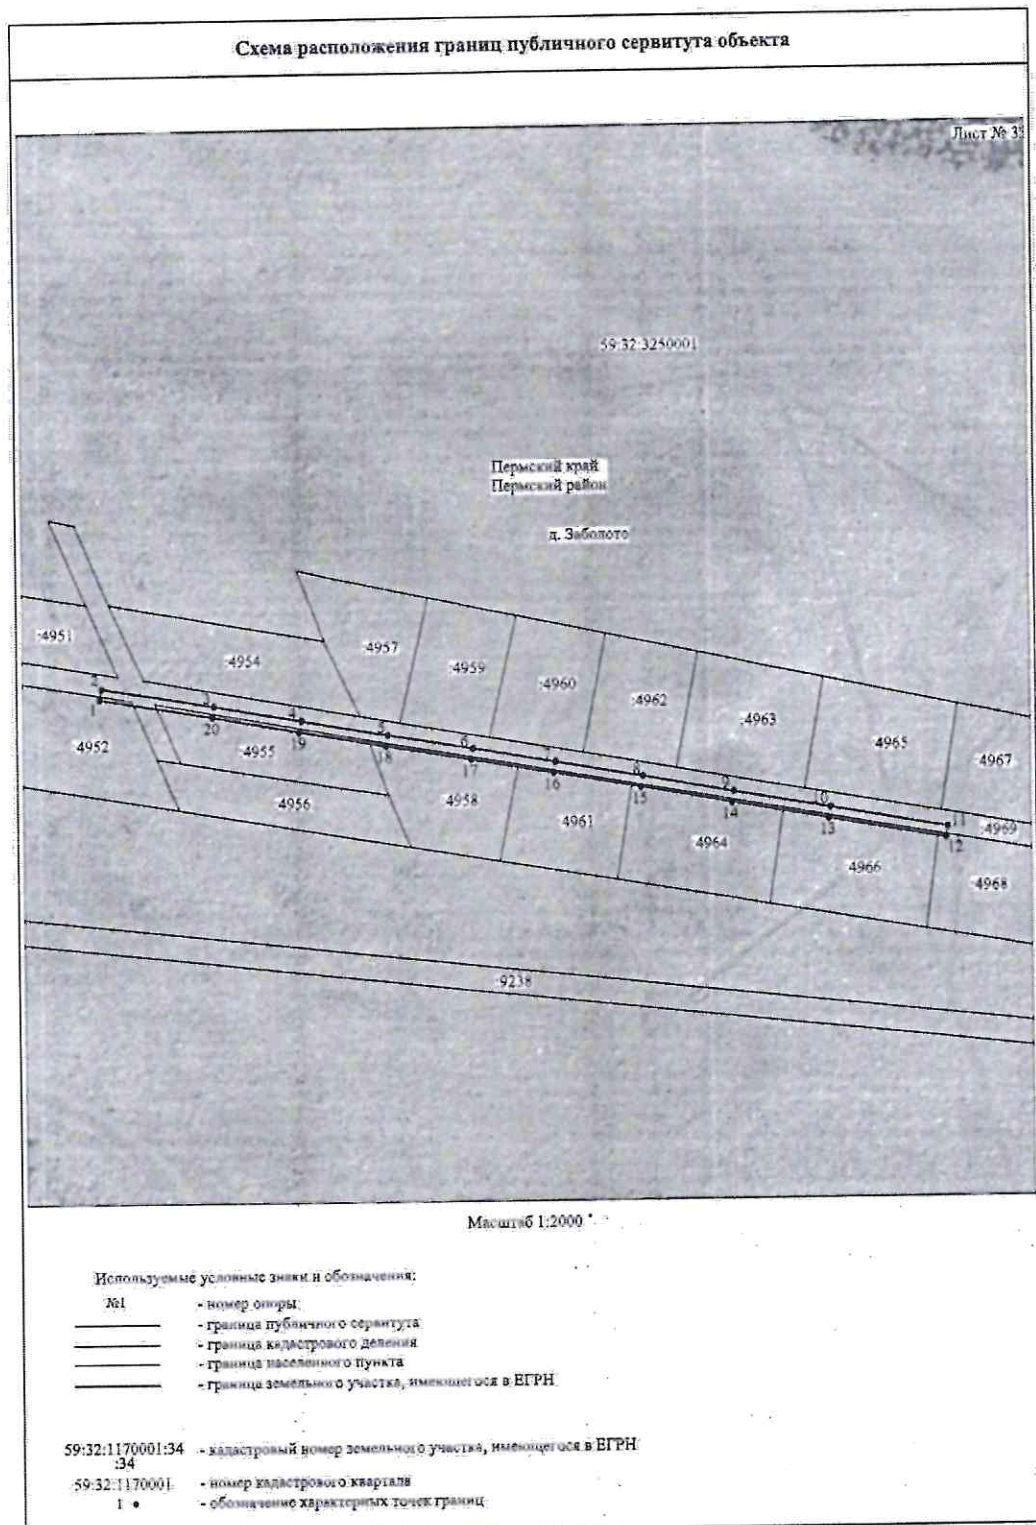 Схема расположения границ публичного сервитута объекта
Лист № 3
59:32:3250001
Пермский край
Пермский район
д. Заболото
:4951
:4954
:4957
:4959
:4960
:4962
:4963
:4965
:4967
2
3
4
5
6
7
8
9
10
11
1
20
19
18
17
16
15
14
13
12
:4969
4952
:4955
:4956
:4958
4961
4964
4966
:4968
:9238
Масштаб 1:2000
Используемые условные знаки и обозначения:
№1 - номер опоры
- граница публичного сервитута
- граница кадастрового деления
- граница населенного пункта
- граница земельного участка, имеющегося в ЕГРН
59:32:1170001:34 - кадастровый номер земельного участка, имеющегося в ЕГРН
:34
59:32:1170001 - номер кадастрового квартала
1 • - обозначение характерных точек границ